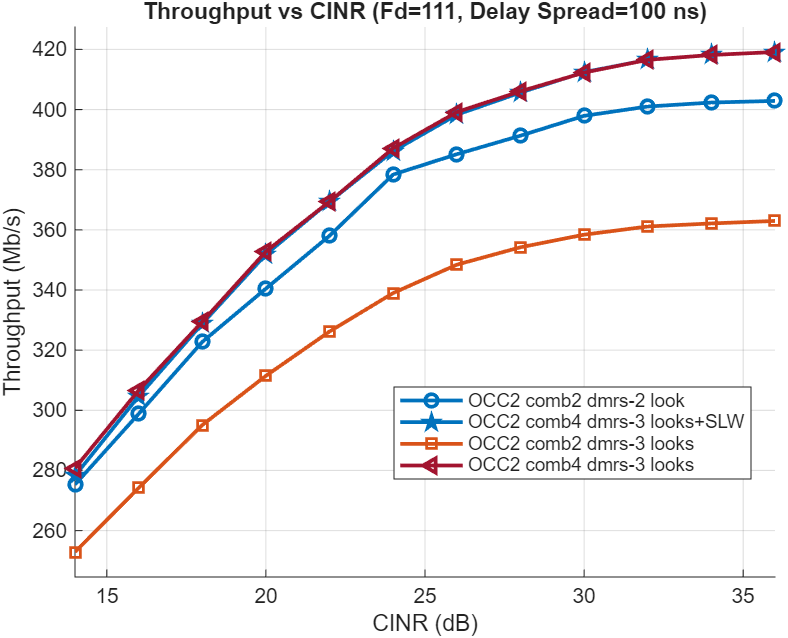 Throughput vs CINR (Fd=111, Delay Spread=100 ns)
Throughput (Mb/s)
420
400
380
360
340
320
300
280
260
OCC2 comb2 dmrs-2 look
OCC2 comb4 dmrs-3 looks+SLW
OCC2 comb2 dmrs-3 looks
OCC2 comb4 dmrs-3 looks
15 20 25 30 35
CINR (dB)